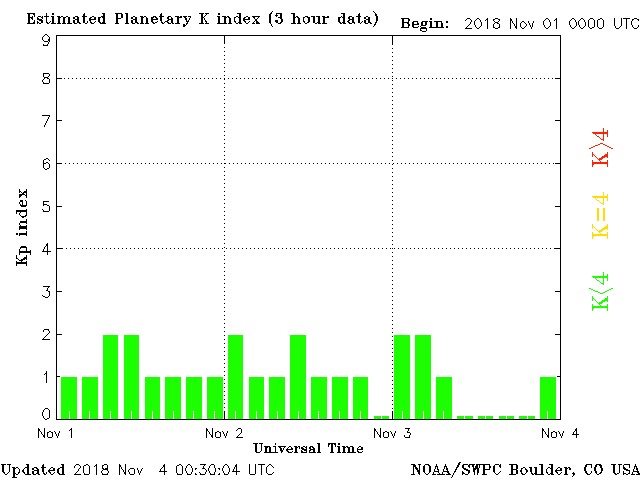 Estimated Planetary K index (3 hour data) Begin: 2018 Nov 01 0000 UTC
9
8
7
6
5
4
3
2
1
0
Kp index
K>4
K=4
K<4
Nov 1 Nov 2 Nov 3 Nov 4
Universal Time
Updated 2018 Nov 4 00:30:04 UTC NOAA/SWPC Boulder, CO USA